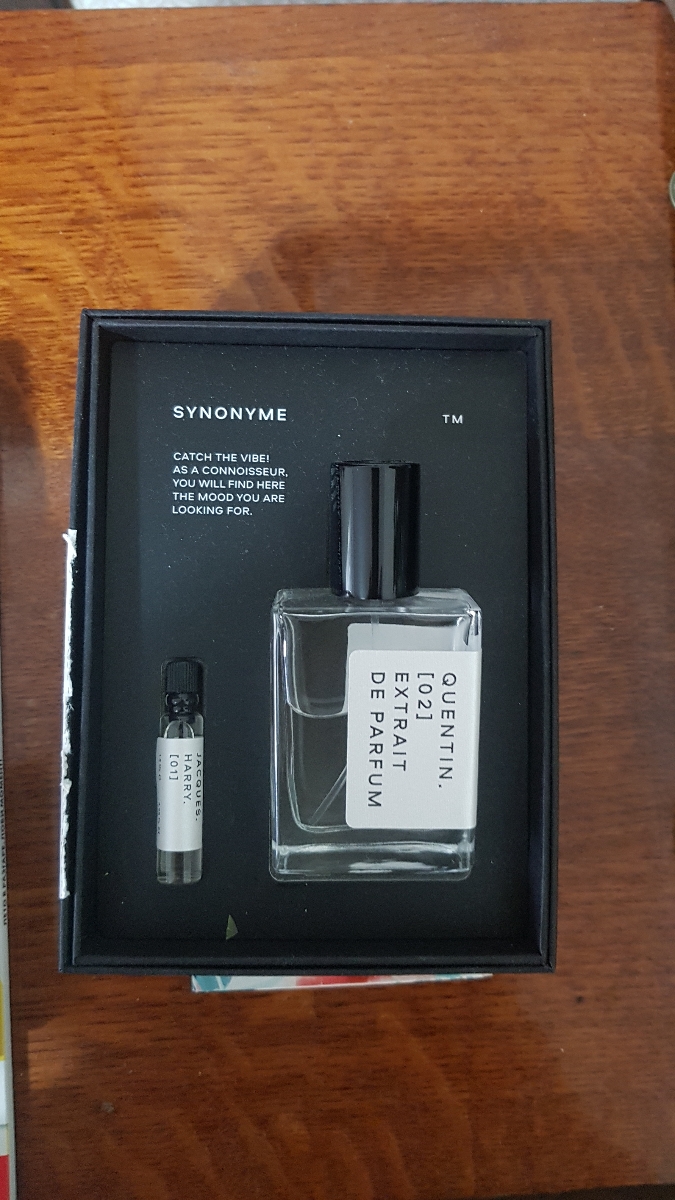 SYNONYME
TM
CATCH THE VIBE!
AS A CONNOISSEUR,
YOU WILL FIND HERE
THE MOOD YOU ARE
LOOKING FOR.
JACQUES.
HARRY.
[01]
QUENTIN.
[02]
EXTRAIT
DE PARFUM